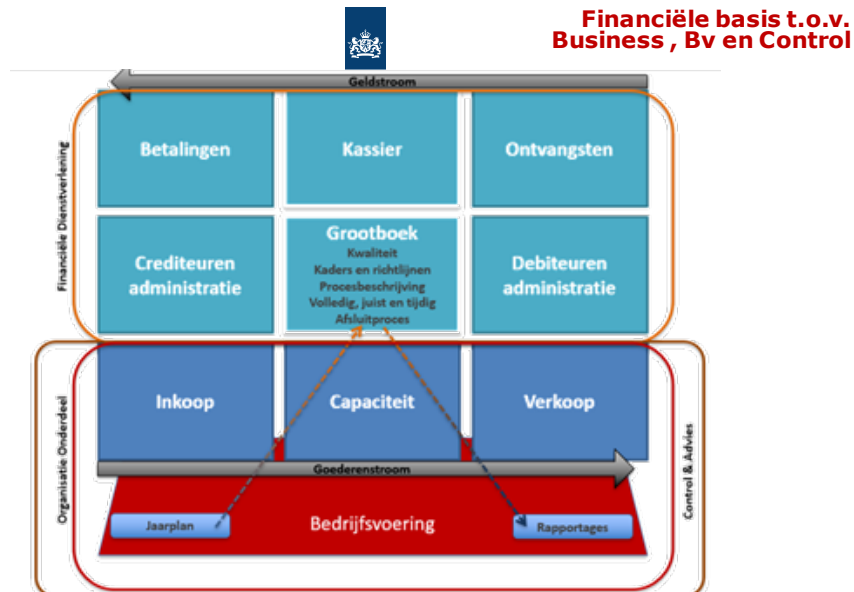 Financiële basis t.o.v.
Business , Bv en Control
Geldstroom
Financiële Dienstverlening
Betalingen
Kassier
Ontvangsten
Crediteuren
administratie
Grootboek
Kwaliteit
Kaders en richtlijnen
Procesbeschrijving
Volledig, juist en tijdig
Afsluitproces
Debiteuren
administratie
Organisatie Onderdeel
Inkoop
Capaciteit
Verkoop
Control & Advies
Goederenstroom
Jaarplan
Bedrijfsvoering
Rapportages